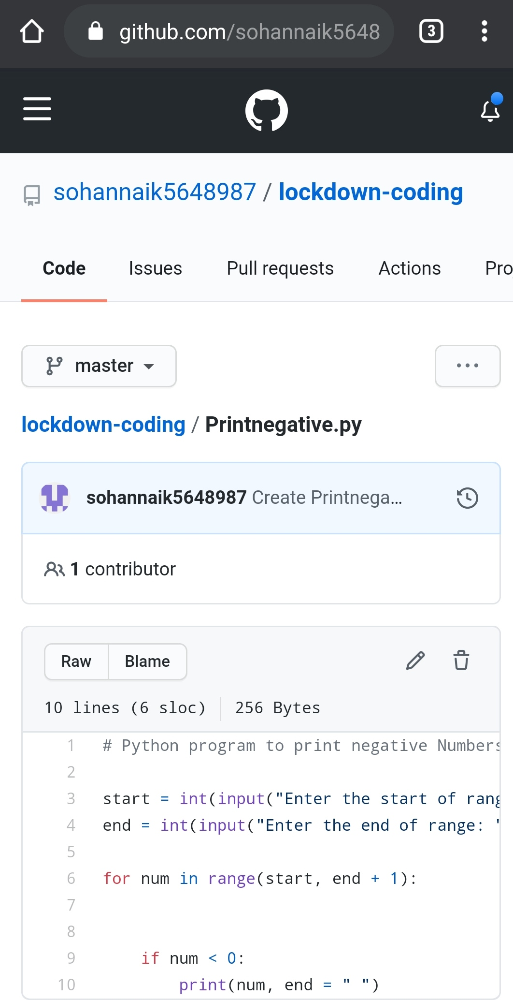 github.com/sohannaik5648
3
sohannaik5648987 / lockdown-coding
Code Issues Pull requests Actions Pro
master
lockdown-coding / Printnegative.py
sohannaik5648987 Create Printnega...
1 contributor
Raw Blame
10 lines (6 sloc) | 256 Bytes
1 # Python program to print negative Numbers
2
3 start = int(input("Enter the start of rang
4 end = int(input("Enter the end of range: "
5
6 for num in range(start, end + 1):
7
8
9 if num < 0:
10 print(num, end = " ")